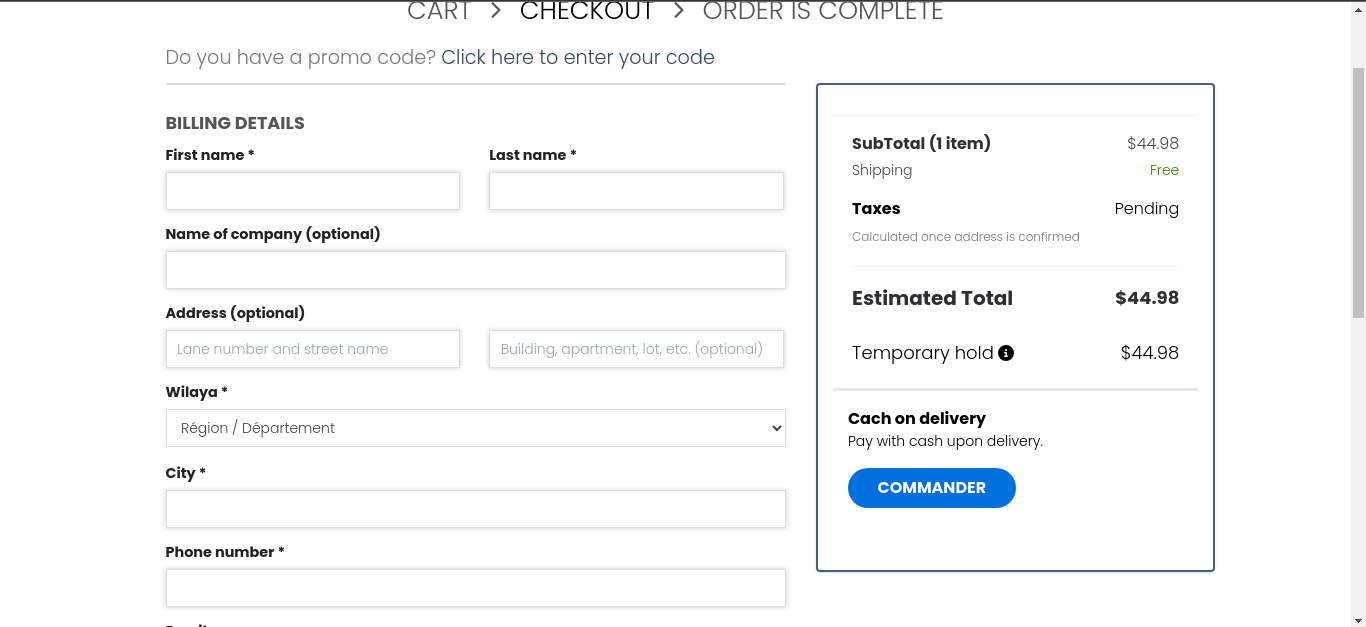 CART > CHECKOUT > ORDER IS COMPLETE
Do you have a promo code? Click here to enter your code
BILLING DETAILS
First name * Last name *
Name of company (optional)
Address (optional)
Lane number and street name Building, apartment, lot, etc. (optional)
Wilaya *
Région / Département
City *
Phone number *
SubTotal (1 item) $44.98
Shipping Free
Taxes Pending
Calculated once address is confirmed
Estimated Total $44.98
Temporary hold $44.98
Cach on delivery
Pay with cash upon delivery.
COMMANDER